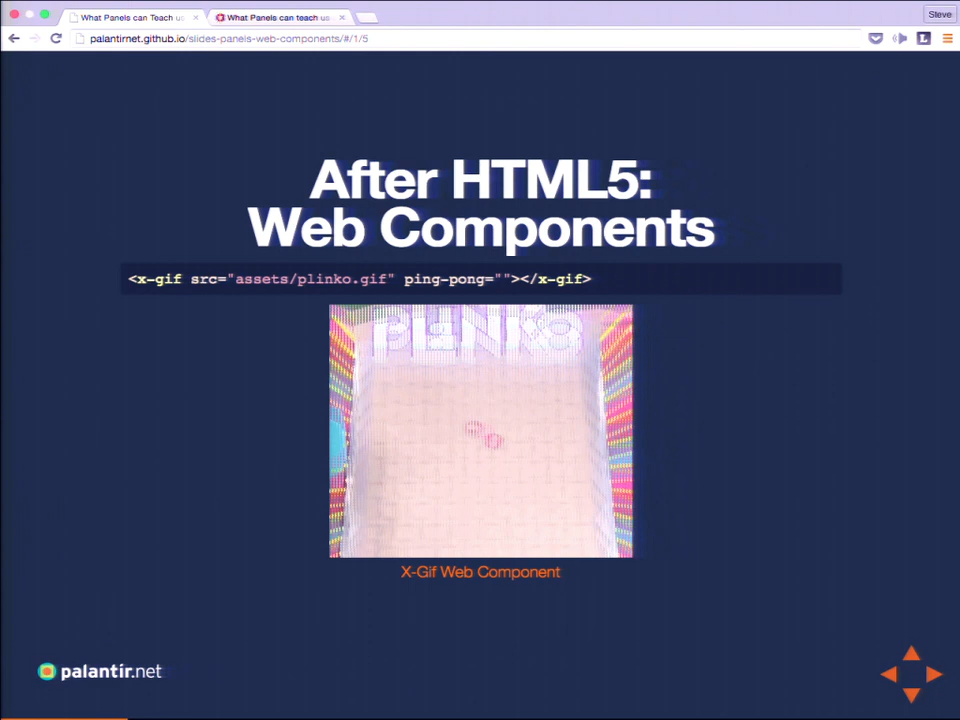 What Panels can Teach us
What Panels can teach us
Steve
palantirnet.github.io/slides-panels-web-components/#/1/5
After HTML5:
Web Components
<x-gif src="assets/plinko.gif" ping-pong=""></x-gif>
PLINKO
X-Gif Web Component
palantir.net